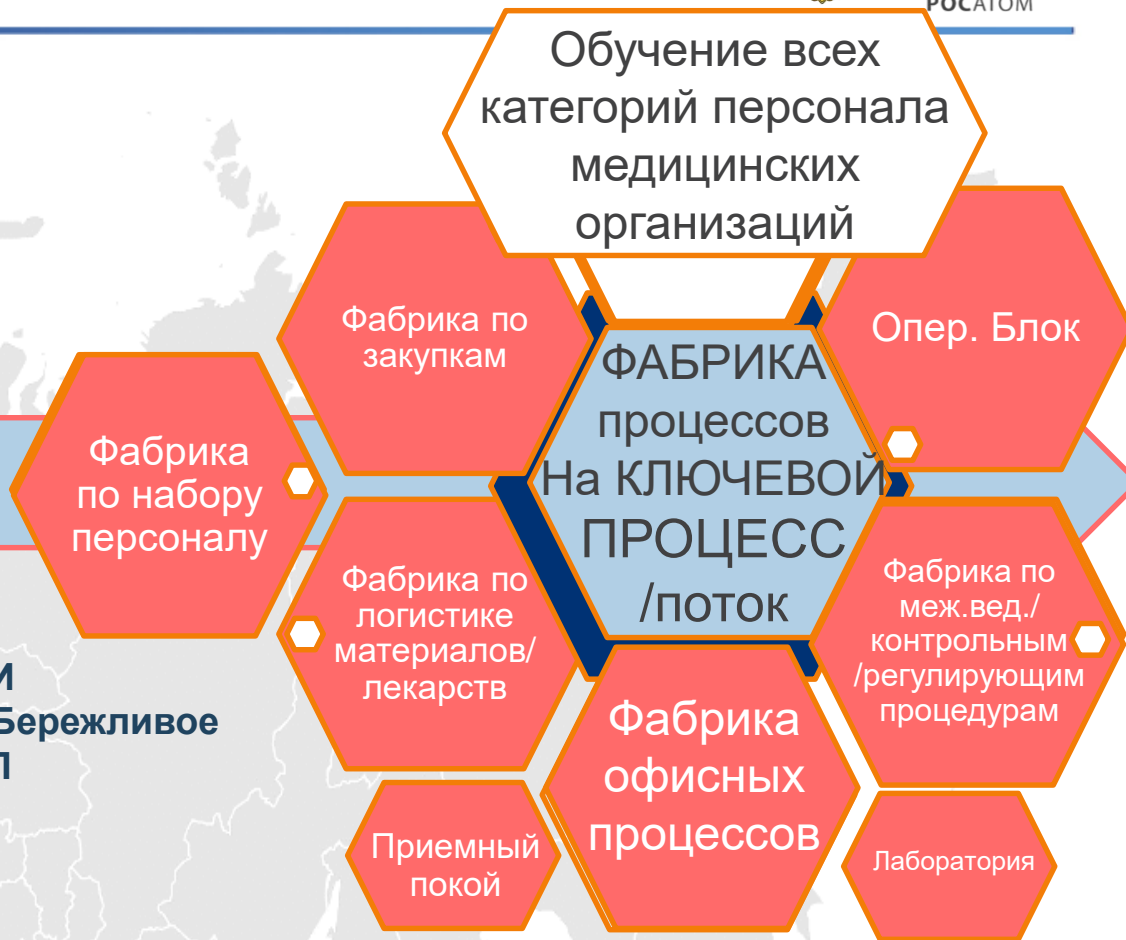 РОСАТОМ
Обучение всех
категорий персонала
медицинских
организаций
Фабрика по
закупкам
Опер. Блок
ФАБРИКА
процессов
На КЛЮЧЕВОЙ
ПРОЦЕСС
/поток
Фабрика
по набору
персоналу
Фабрика по
логистике
материалов/
лекарств
Фабрика по
меж.вед./
контрольным
/регулирующим
процедурам
Бережливое
Фабрика
офисных
процессов
Приемный
покой
Лаборатория